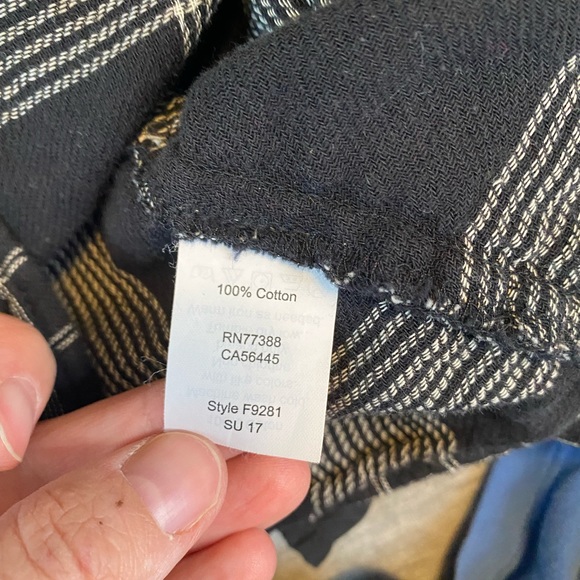 100% Cotton
RN77388
CA56445
Style F9281
SU 17